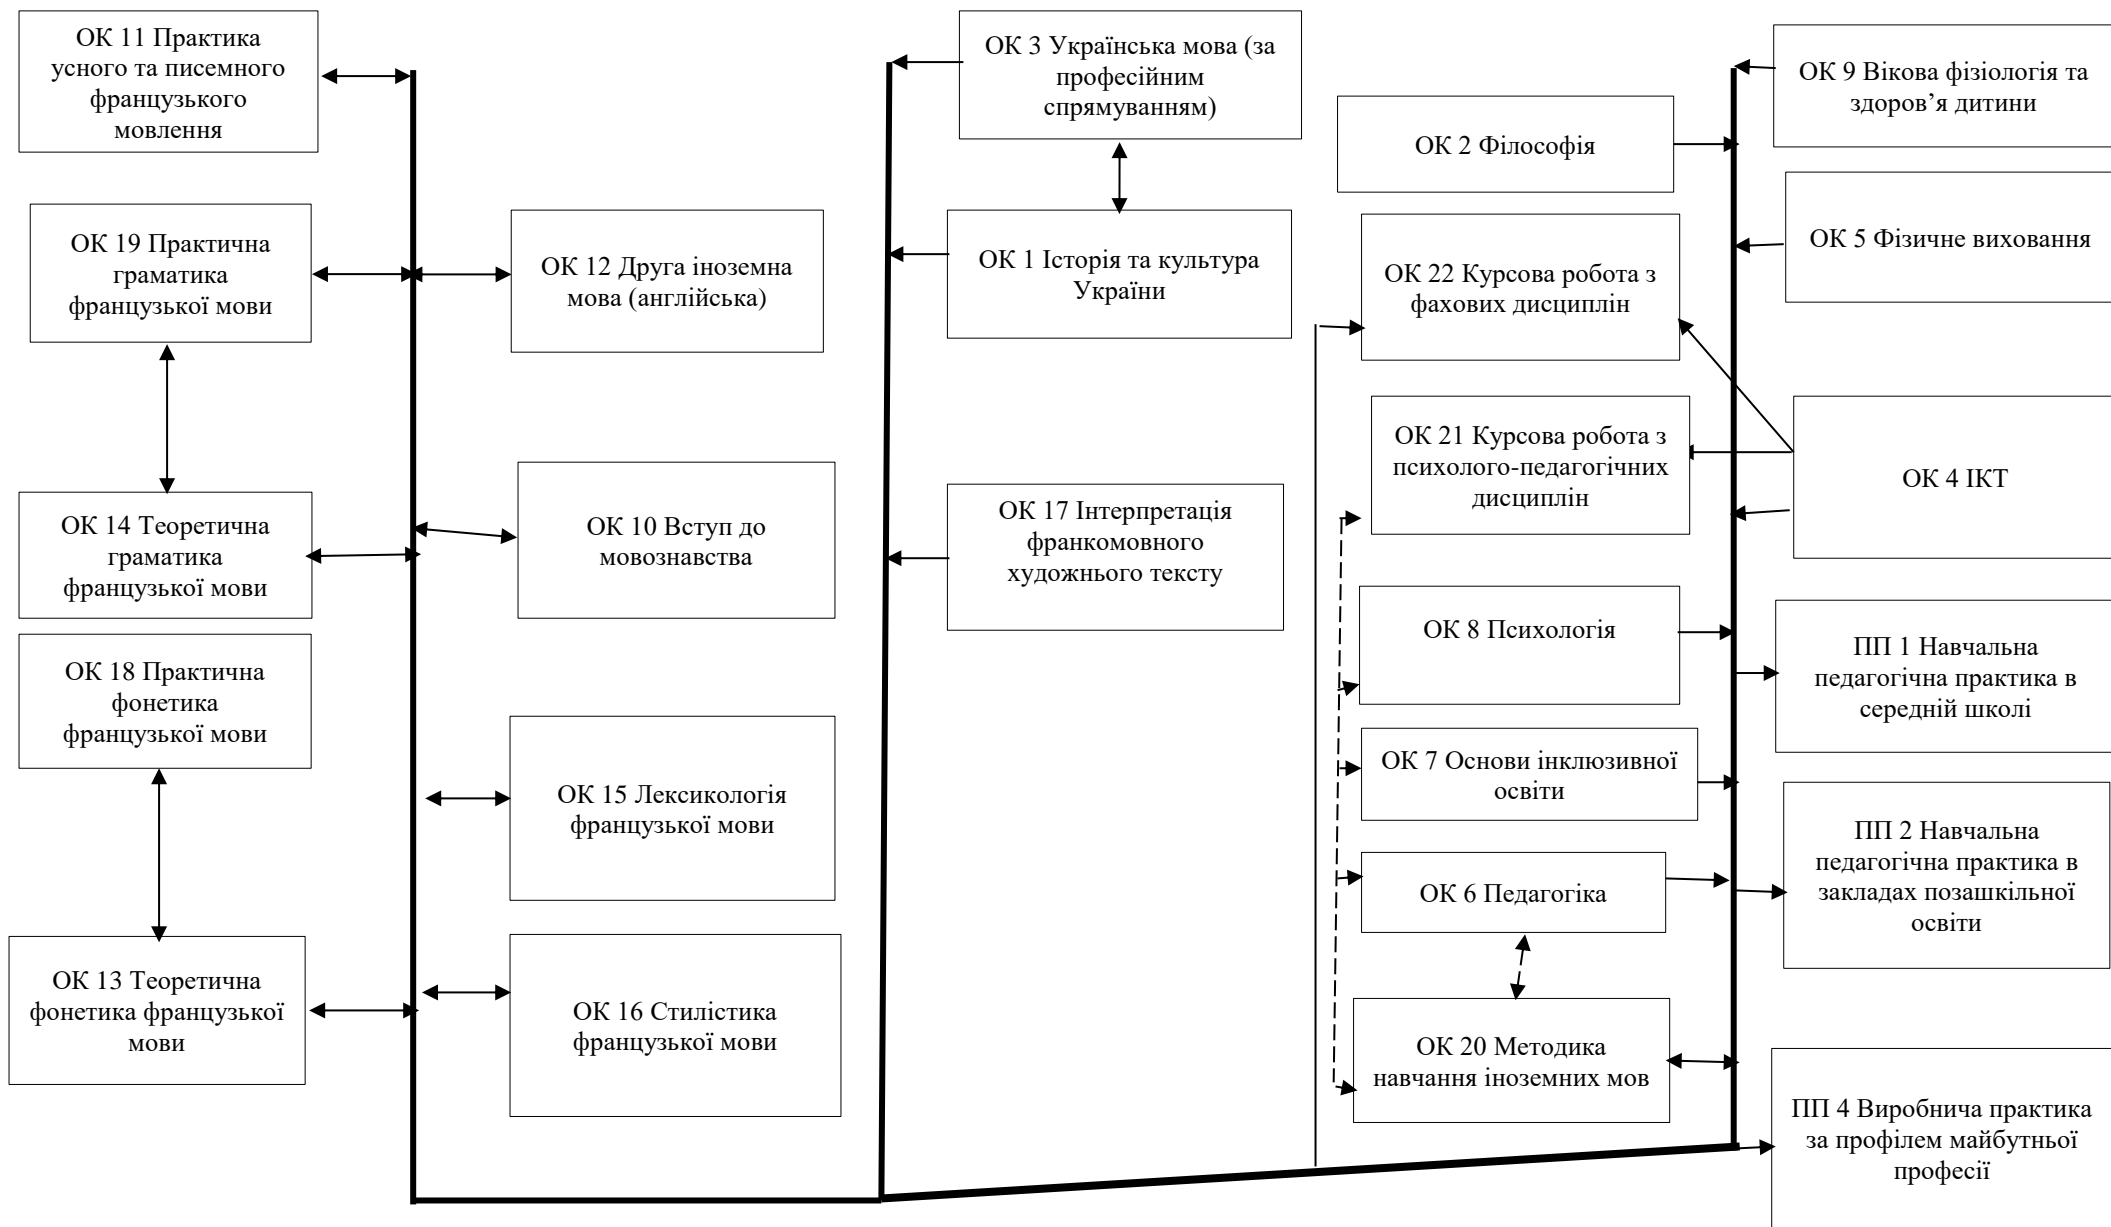 ОК 11 Практика
усного та писемного
французького
мовлення
ОК 19 Практична
граматика
французької мови
ОК 14 Теоретична
граматика
французької мови
ОК 18 Практична
фонетика
французької мови
ОК 13 Теоретична
фонетика французької
мови
ОК 12 Друга іноземна
мова (англійська)
ОК 10 Вступ до
мовознавства
ОК 15 Лексикологія
французької мови
ОК 16 Стилістика
французької мови
ОК 3 Українська мова (за
професійним
спрямуванням)
ОК 1 Історія та культура
України
ОК 17 Інтерпретація
франкомовного
художнього тексту
ОК 2 Філософія
ОК 22 Курсова робота з
фахових дисциплін
ОК 21 Курсова робота з
психолого-педагогічних
дисциплін
ОК 8 Психологія
ОК 7 Основи інклюзивної
освіти
ОК 6 Педагогіка
ОК 20 Методика
навчання іноземних мов
ОК 9 Вікова фізіологія та
здоров’я дитини
ОК 5 Фізичне виховання
ОК 4 ІКТ
ПП 1 Навчальна
педагогічна практика в
середній школі
ПП 2 Навчальна
педагогічна практика в
закладах позашкільної
освіти
ПП 4 Виробнича практика
за профілем майбутньої
професії